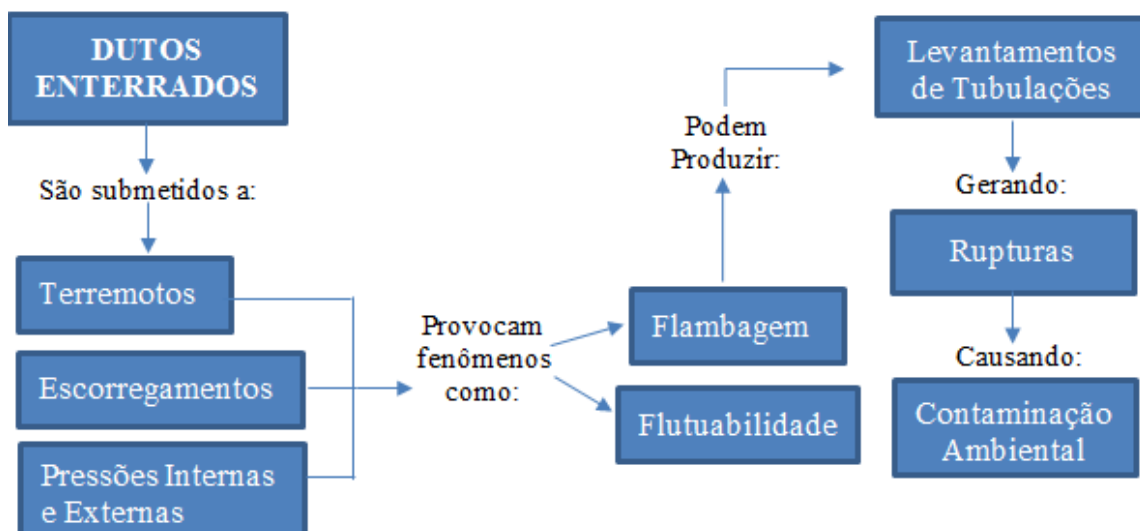 DUTOS
ENTERRADOS
São submetidos a:
Terremotos
Escorregamentos
Pressões Internas
e Externas
Provocam
fenômenos
como:
Flambagem
Flutuabilidade
Podem
Produzir:
Levantamentos
de Tubulações
Gerando:
Rupturas
Causando:
Contaminação
Ambiental